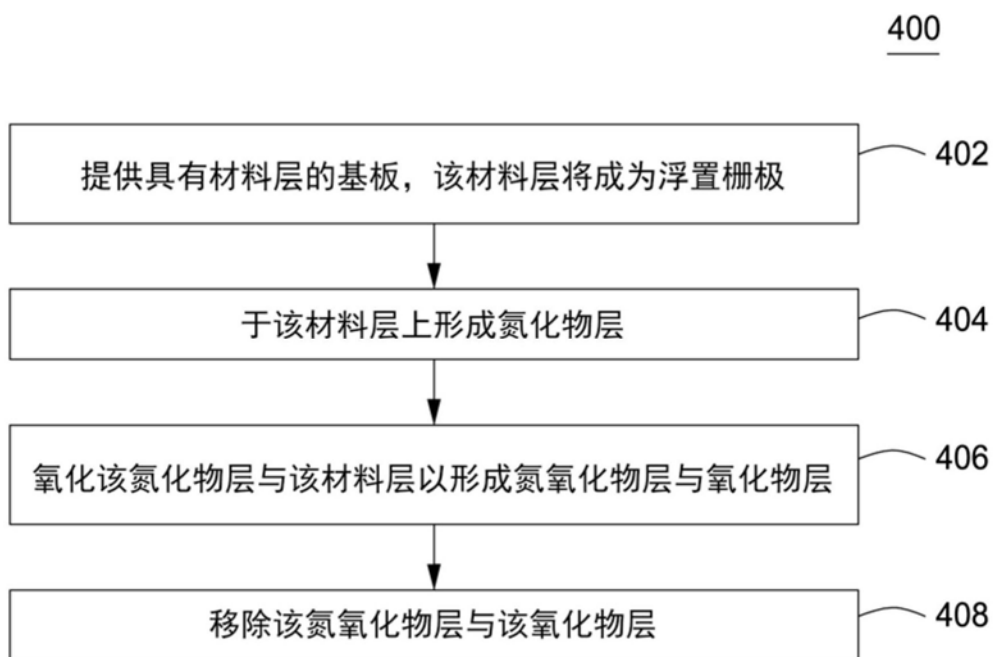 400
提供具有材料层的基板，该材料层将成为浮置栅极
402
于该材料层上形成氮化物层
404
氧化该氮化物层与该材料层以形成氮氧化物层与氧化物层
406
移除该氮氧化物层与该氧化物层
408